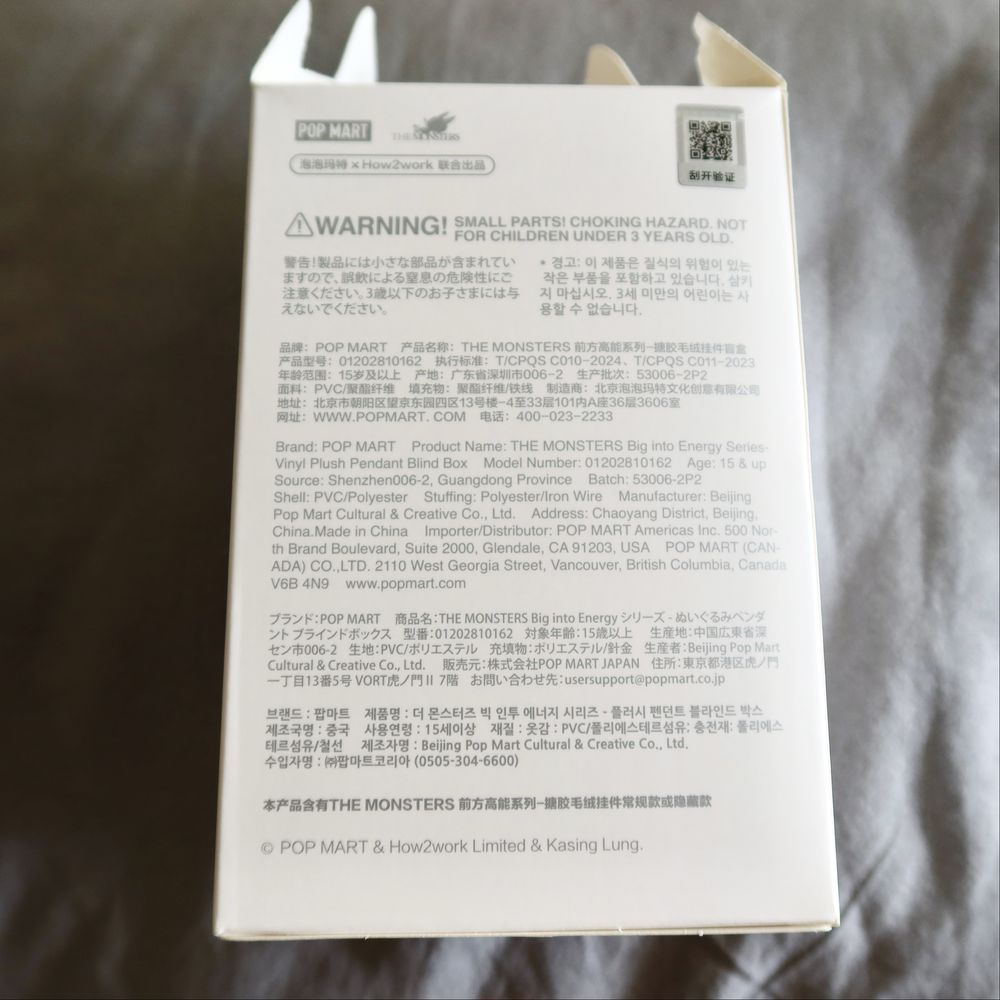 POP MART THE MONSTERS
泡泡玛特 × How2work 联合出品
刮开验证
WARNING! SMALL PARTS! CHOKING HAZARD. NOT
FOR CHILDREN UNDER 3 YEARS OLD.
警告!製品には小さな部品が含まれてい
ますので、誤飲による窒息の危険性にご
注意ください。3歳以下のお子さまには与
えないでください。
* 경고: 이 제품은 질식의 위험이 있는
작은 부품을 포함하고 있습니다. 삼키
지 마십시오. 3세 미만의 어린이는 사
용할 수 없습니다.
品牌：POP MART 产品名称：THE MONSTERS 前方高能系列-搪胶毛绒挂件盲盒
产品型号：01202810162 执行标准：T/CPQS C010-2024、T/CPQS C011-2023
年龄范围：15岁及以上 产地：广东省深圳市006-2 生产批次：53006-2P2
面料：PVC/聚酯纤维 填充物：聚酯纤维/铁线 制造商：北京泡泡玛特文化创意有限公司
地址：北京市朝阳区望京东园四区13号楼-4至33层101内A座36层3606室
网址：WWW.POPMART.COM 电话：400-023-2233
Brand: POP MART Product Name: THE MONSTERS Big into Energy Series-
Vinyl Plush Pendant Blind Box Model Number: 01202810162 Age: 15 & up
Source: Shenzhen006-2, Guangdong Province Batch: 53006-2P2
Shell: PVC/Polyester Stuffing: Polyester/Iron Wire Manufacturer: Beijing
Pop Mart Cultural & Creative Co., Ltd. Address: Chaoyang District, Beijing,
China.Made in China Importer/Distributor: POP MART Americas Inc. 500 Nor-
th Brand Boulevard, Suite 2000, Glendale, CA 91203, USA POP MART (CAN-
ADA) CO.,LTD. 2110 West Georgia Street, Vancouver, British Columbia, Canada
V6B 4N9 www.popmart.com
ブランド：POP MART 商品名：THE MONSTERS Big into Energy シリーズ - ぬいぐるみペンダ
ント ブラインドボックス 型番：01202810162 対象年齢：15歳以上 生産地：中国広東省深
セン市006-2 生地：PVC/ポリエステル 充填物：ポリエステル/針金 生産者：Beijing Pop Mart
Cultural & Creative Co., Ltd. 販売元：株式会社POP MART JAPAN 住所：東京都港区虎ノ門
一丁目13番5号 VORT虎ノ門 II 7階 お問い合わせ先：usersupport@popmart.co.jp
브랜드 : 팝마트 제품명 : 더 몬스터즈 빅 인투 에너지 시리즈 - 플러시 펜던트 블라인드 박스
제조국명 : 중국 사용연령 : 15세이상 재질 : 옷감 : PVC/폴리에스테르섬유; 충전재: 폴리에스
테르섬유/철선 제조자명 : Beijing Pop Mart Cultural & Creative Co., Ltd.
수입자명 : ㈜팝마트코리아 (0505-304-6600)
本产品含有THE MONSTERS 前方高能系列-搪胶毛绒挂件常规款或隐藏款
© POP MART & How2work Limited & Kasing Lung.